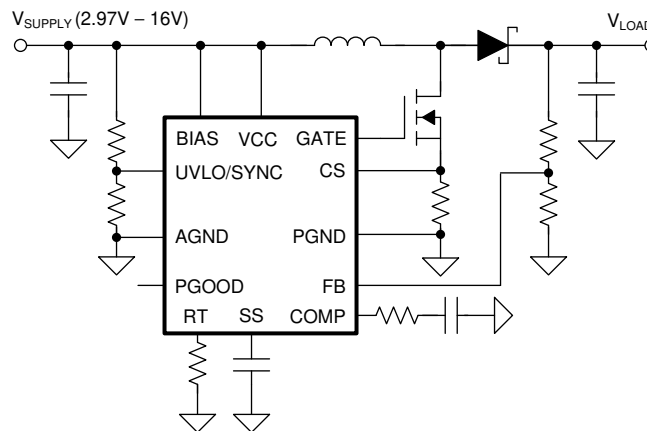 VSUPPLY (2.97V – 16V)
VLOAD
BIAS VCC GATE
UVLO/SYNC CS
AGND PGND
PGOOD FB
RT SS COMP